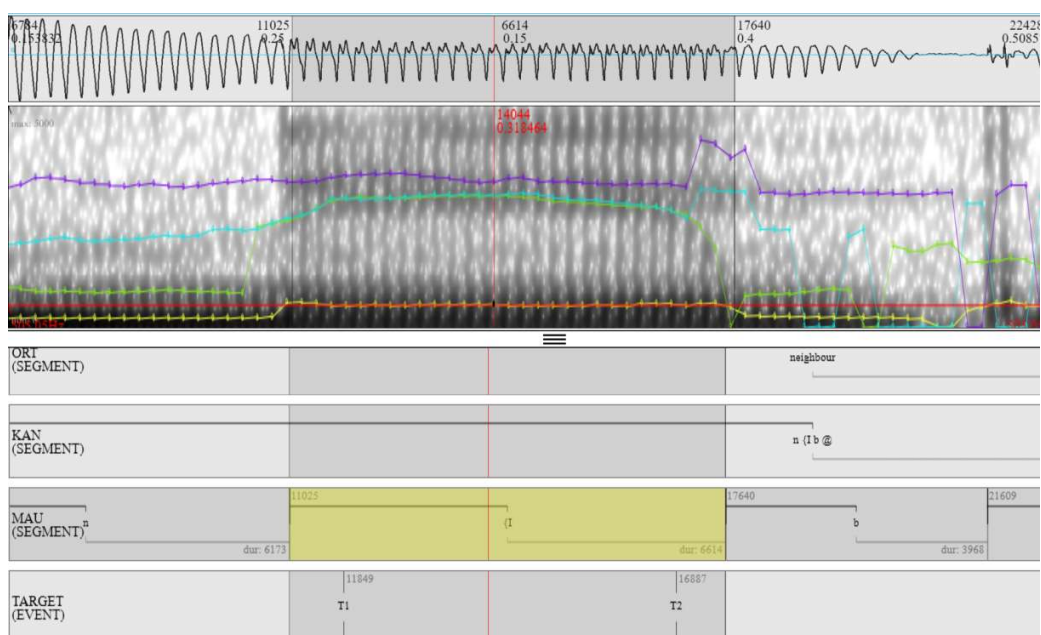 6784 11025 6614 17640 22428
0.153832 0.25 0.15 0.4 0.5085
14044
0.318464
max: 5000
ORT
(SEGMENT)
neighbour
KAN
(SEGMENT)
n {I b @
11025 17640 21609
MAU
(SEGMENT)
n {I b
dur: 6173 dur: 6614 dur: 3968
11849 16887
TARGET
(EVENT)
T1 T2